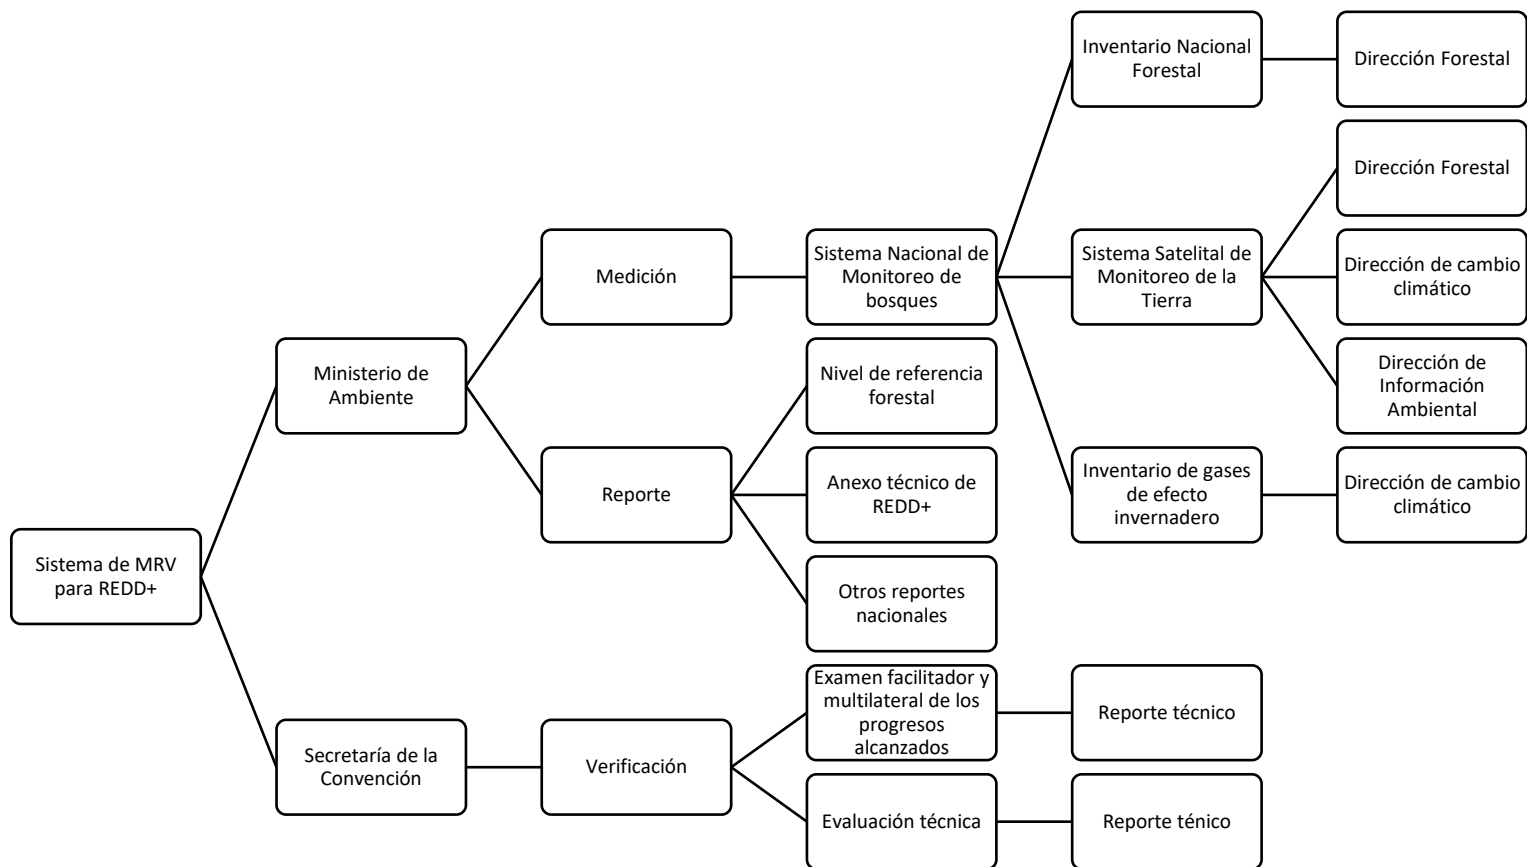 Inventario Nacional
Forestal
Dirección Forestal
Dirección Forestal
Medición
Sistema Nacional de
Monitoreo de
bosques
Sistema Satelital de
Monitoreo de la
Tierra
Dirección de cambio
climático
Ministerio de
Ambiente
Nivel de referencia
forestal
Dirección de
Información
Ambiental
Reporte
Anexo técnico de
REDD+
Inventario de gases
de efecto
invernadero
Dirección de cambio
climático
Sistema de MRV
para REDD+
Otros reportes
nacionales
Secretaría de la
Convención
Verificación
Examen facilitador y
multilateral de los
progresos
alcanzados
Reporte técnico
Evaluación técnica
Reporte ténico